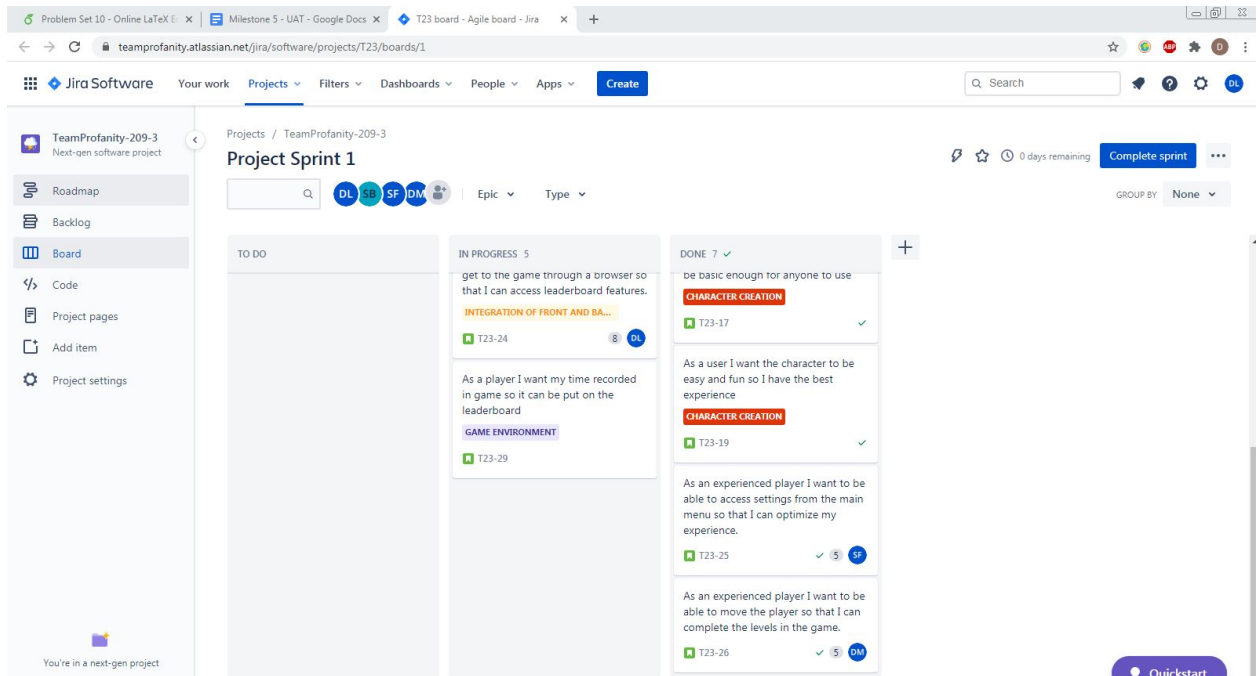 Problem Set 10 - Online LaTeX E
Milestone 5 - UAT - Google Docs
T23 board - Agile board - Jira
teamprofanity.atlassian.net/jira/software/projects/T23/boards/1
ABP
D
Jira Software
Your work
Projects
Filters
Dashboards
People
Apps
Create
Search
DL
TeamProfanity-209-3
Next-gen software project
Roadmap
Backlog
Board
Code
Project pages
Add item
Project settings
You're in a next-gen project
Projects / TeamProfanity-209-3
Project Sprint 1
0 days remaining
Complete sprint
DL SB SF DM
Epic
Type
GROUP BY None
TO DO
IN PROGRESS 5
get to the game through a browser so
that I can access leaderboard features.
INTEGRATION OF FRONT AND BA...
T23-24 8 DL
As a player I want my time recorded
in game so it can be put on the
leaderboard
GAME ENVIRONMENT
T23-29
DONE 7
be basic enough for anyone to use
CHARACTER CREATION
T23-17
As a user I want the character to be
easy and fun so I have the best
experience
CHARACTER CREATION
T23-19
As an experienced player I want to be
able to access settings from the main
menu so that I can optimize my
experience.
T23-25 5 SF
As an experienced player I want to be
able to move the player so that I can
complete the levels in the game.
T23-26 5 DM
Quickstart